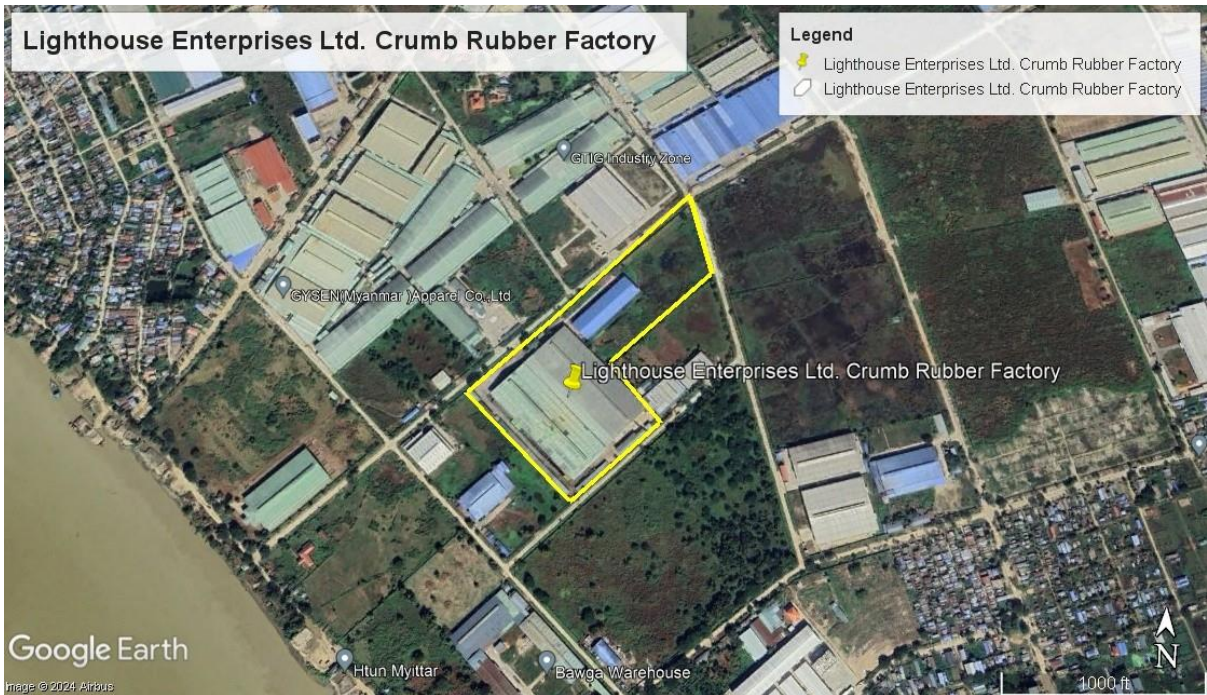 Lighthouse Enterprises Ltd. Crumb Rubber Factory
Legend
Lighthouse Enterprises Ltd. Crumb Rubber Factory
Lighthouse Enterprises Ltd. Crumb Rubber Factory
GTIG Industry Zone
GYSEN(Myanmar )Apparel Co.,Ltd
Lighthouse Enterprises Ltd. Crumb Rubber Factory
Google Earth
Htun Myittar
Bawga Warehouse
N
1000 ft
Image © 2024 Airbus